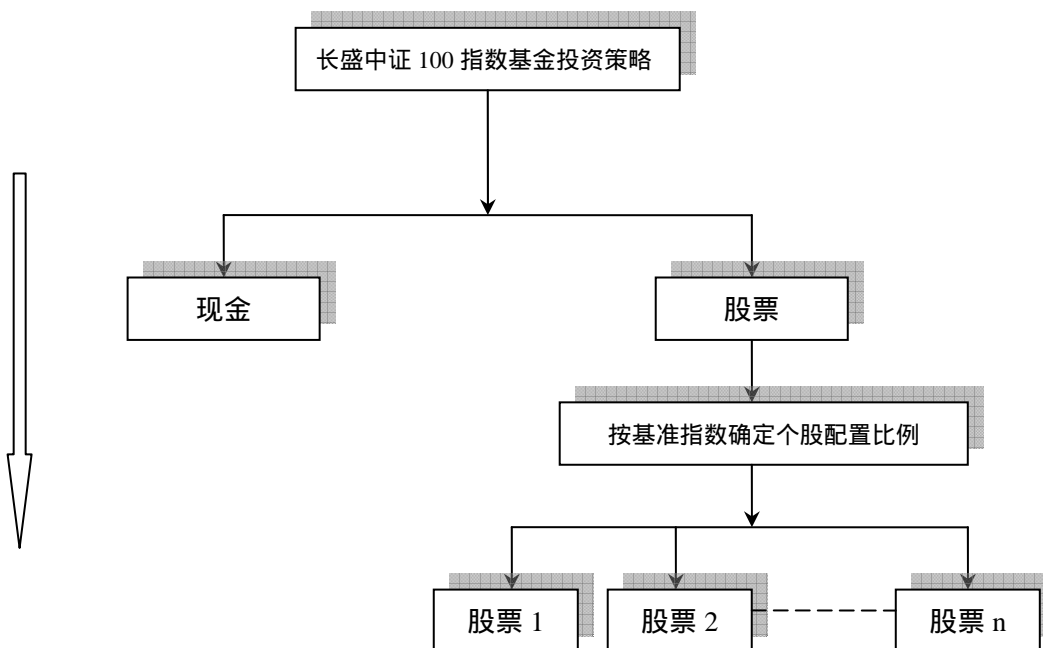 长盛中证 100 指数基金投资策略
现金
股票
按基准指数确定个股配置比例
股票 1
股票 2
股票 n